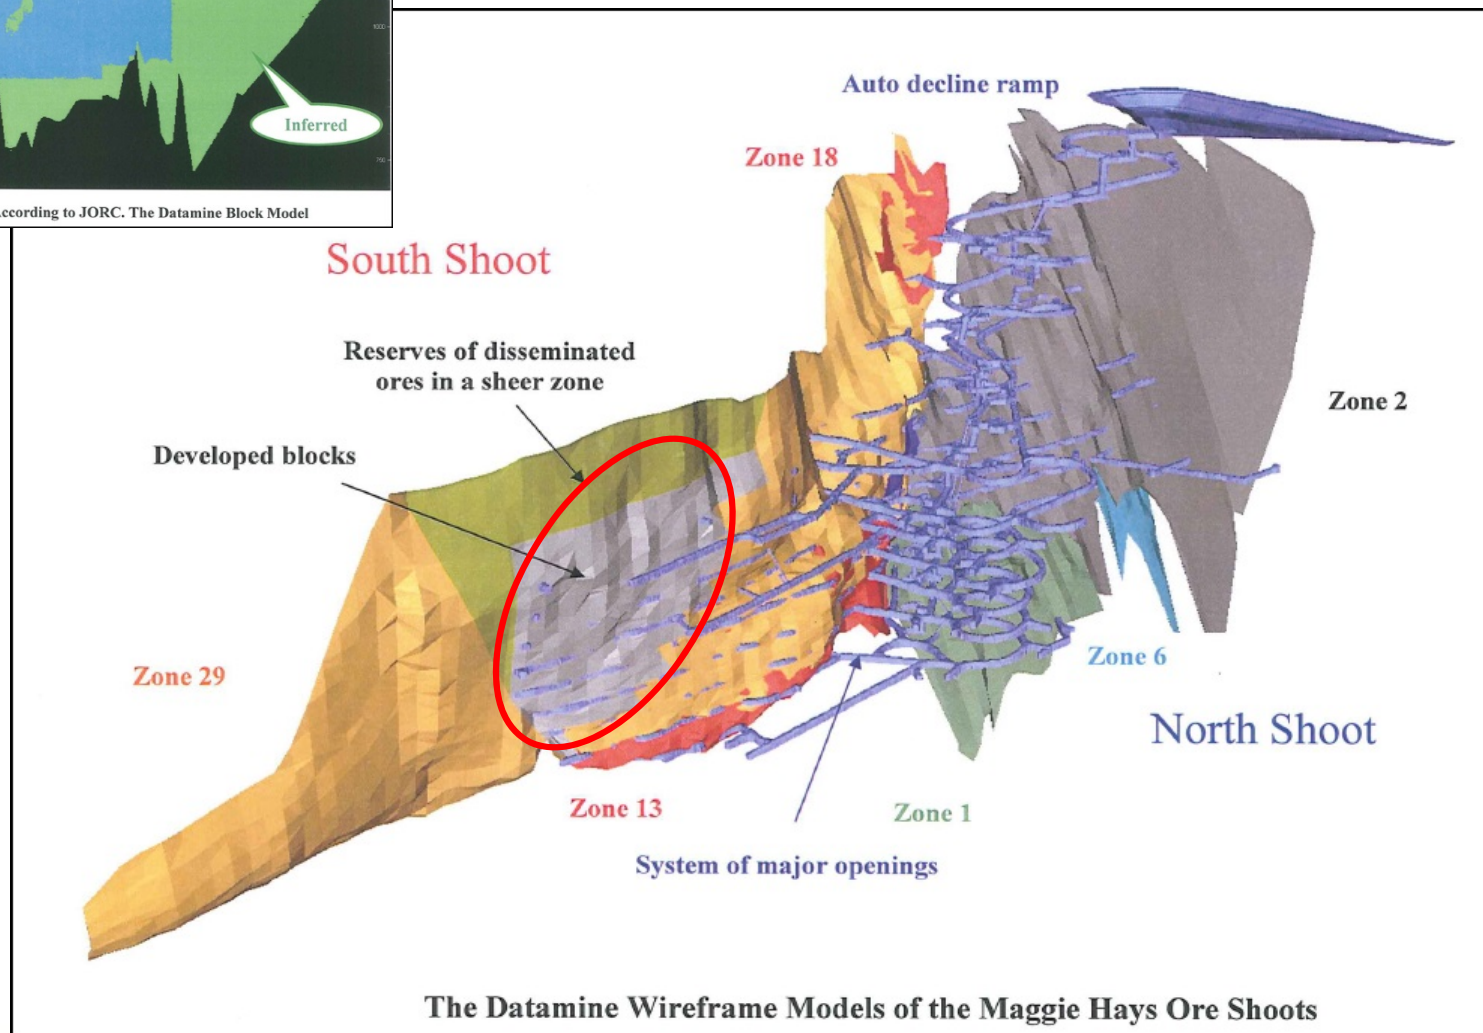 1000
Inferred
750
ccording to JORC. The Datamine Block Model
Auto decline ramp
Zone 18
South Shoot
Reserves of disseminated
ores in a sheer zone
Zone 2
Developed blocks
Zone 29
Zone 6
North Shoot
Zone 13
Zone 1
System of major openings
The Datamine Wireframe Models of the Maggie Hays Ore Shoots